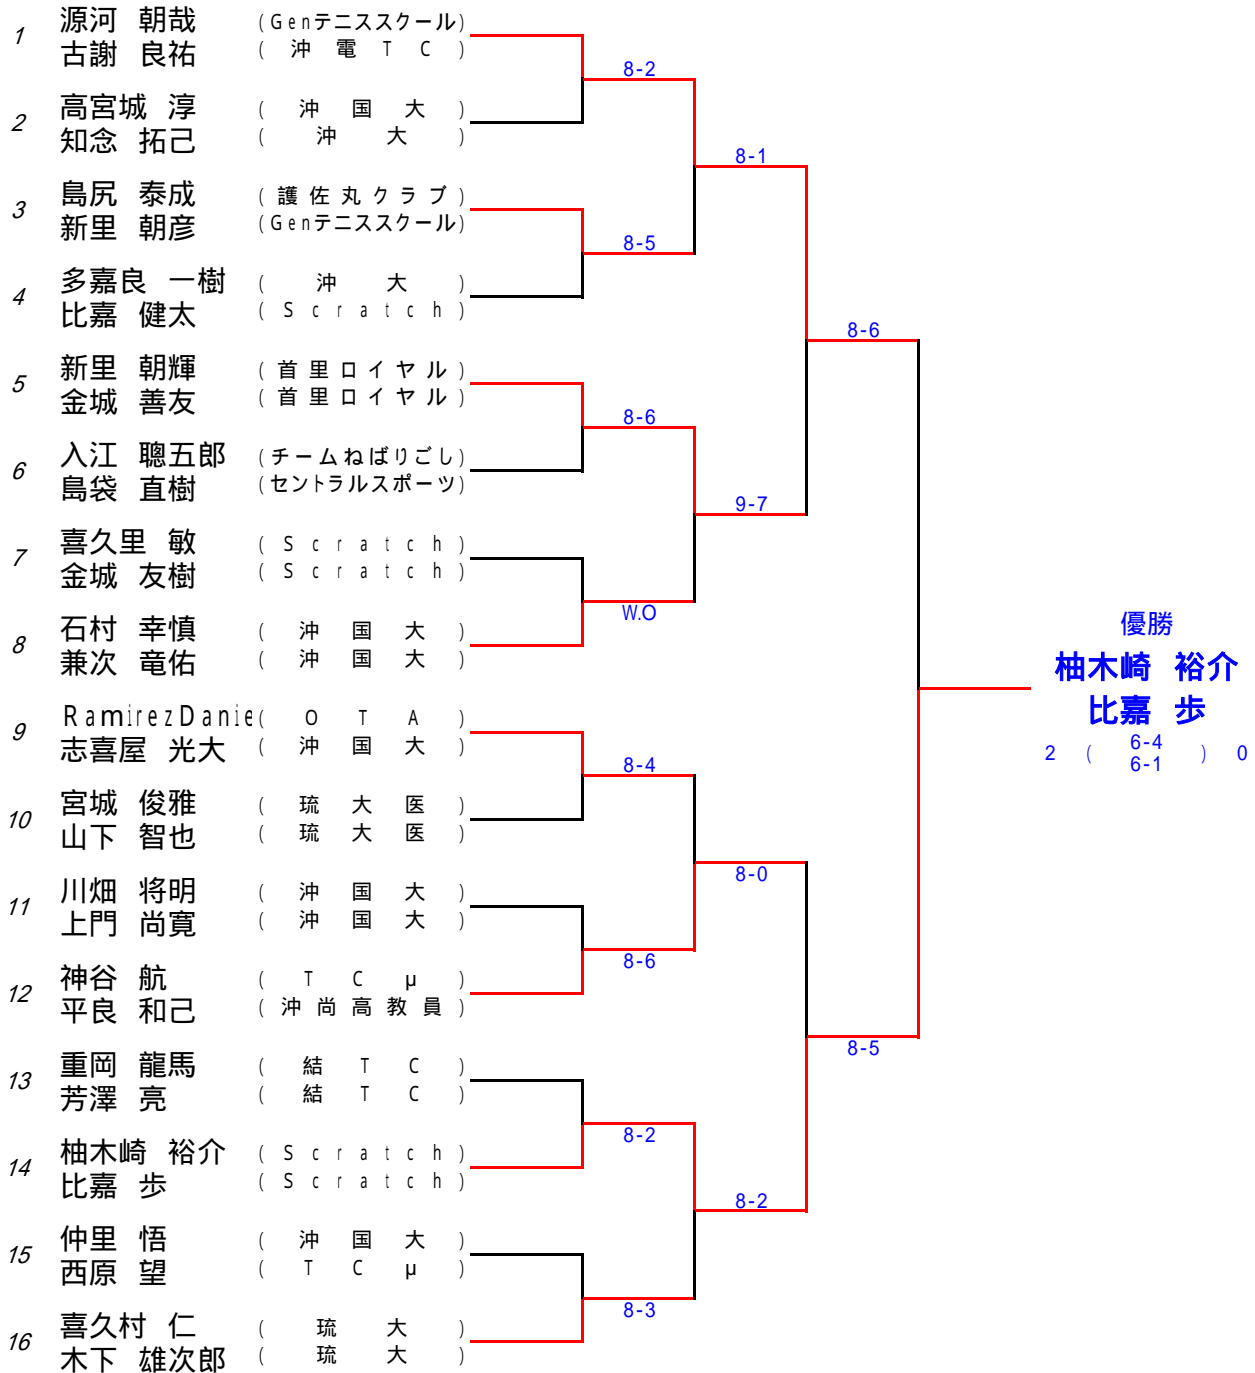 1 源河 朝哉 (Genテニススクール)
古謝 良祐 (沖電TC)
8-2
2 高宮城 淳 (沖国大)
知念 拓己 (沖大)
8-1
3 島尻 泰成 (護佐丸クラブ)
新里 朝彦 (Genテニススクール)
8-5
4 多嘉良 一樹 (沖大)
比嘉 健太 (Scratch)
8-6
5 新里 朝輝 (首里ロイヤル)
金城 善友 (首里ロイヤル)
8-6
6 入江 聰五郎 (チームねばりごし)
島袋 直樹 (セントラルスポーツ)
9-7
7 喜久里 敏 (Scratch)
金城 友樹 (Scratch)
W.O
8 石村 幸慎 (沖国大)
兼次 竜佑 (沖国大)
優勝
柚木崎 裕介
比嘉 歩
2 ( 6-4
6-1 ) 0
9 RamirezDanie (OTA)
志喜屋 光大 (沖国大)
8-4
10 宮城 俊雅 (琉大医)
山下 智也 (琉大医)
8-0
11 川畑 将明 (沖国大)
上門 尚寛 (沖国大)
8-6
12 神谷 航 (TCμ)
平良 和己 (沖尚高教員)
8-5
13 重岡 龍馬 (結TC)
芳澤 亮 (結TC)
8-2
14 柚木崎 裕介 (Scratch)
比嘉 歩 (Scratch)
8-2
15 仲里 悟 (沖国大)
西原 望 (TCμ)
8-3
16 喜久村 仁 (琉大)
木下 雄次郎 (琉大)